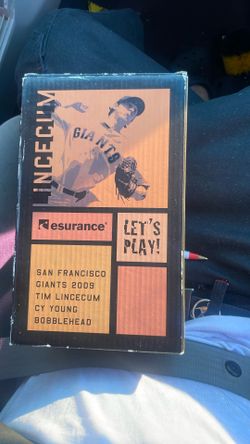 LINCECUM
GIANTS
esurance
LET'S
PLAY!
SAN FRANCISCO
GIANTS 2009
TIM LINCECUM
CY YOUNG
BOBBLEHEAD